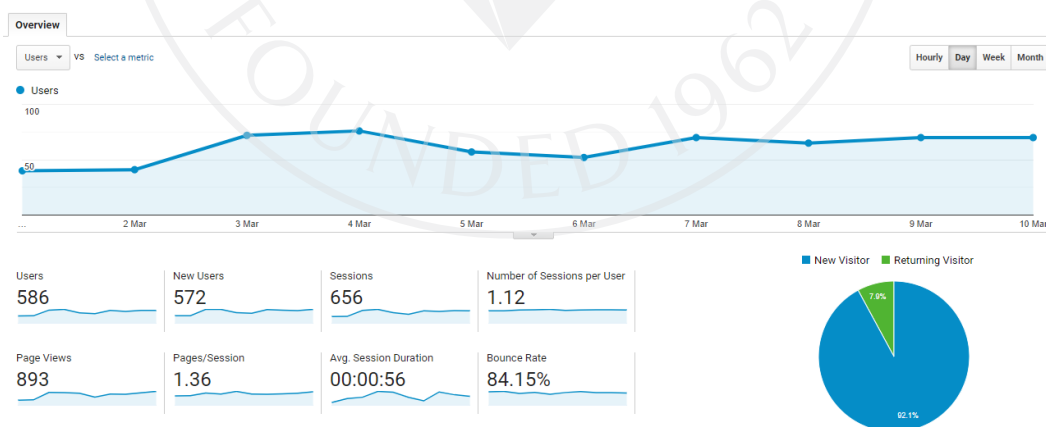 Overview
Users VS Select a metric
Hourly Day Week Month
Users
100
50
... 2 Mar 3 Mar 4 Mar 5 Mar 6 Mar 7 Mar 8 Mar 9 Mar 10 Mar
FOUNDED 1962
New Visitor Returning Visitor
Users New Users Sessions Number of Sessions per User
586 572 656 1.12
7.9%
Page Views Pages/Session Avg. Session Duration Bounce Rate
893 1.36 00:00:56 84.15%
92.1%